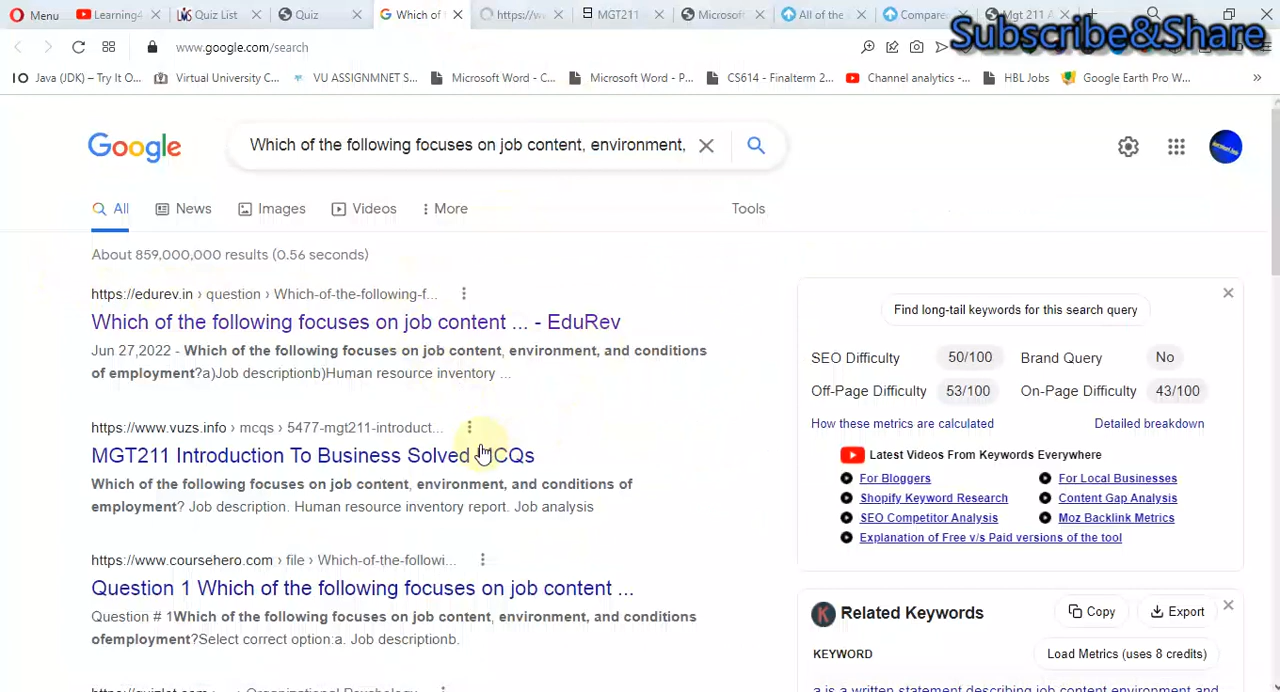 Menu
Learning4
Quiz List
Quiz
Which of
https://w
MGT211
Microsof
All of the
Compare
Mgt 211 A
Subscribe&Share
www.google.com/search
Java (JDK) – Try It O...
Virtual University C...
VU ASSIGNMNET S...
Microsoft Word - C...
Microsoft Word - P...
CS614 - Finalterm 2...
Channel analytics -...
HBL Jobs
Google Earth Pro W...
»
Google
Which of the following focuses on job content, environment,
All
News
Images
Videos
More
Tools
About 859,000,000 results (0.56 seconds)
https://edurev.in › question › Which-of-the-following-f...
Which of the following focuses on job content ... - EduRev
Jun 27,2022 - Which of the following focuses on job content, environment, and conditions
of employment?a)Job descriptionb)Human resource inventory ...
https://www.vuzs.info › mcqs › 5477-mgt211-introduct...
MGT211 Introduction To Business Solved MCQs
Which of the following focuses on job content, environment, and conditions of
employment? Job description. Human resource inventory report. Job analysis
https://www.coursehero.com › file › Which-of-the-followi...
Question 1 Which of the following focuses on job content ...
Question # 1Which of the following focuses on job content, environment, and conditions
ofemployment?Select correct option:a. Job descriptionb.
Find long-tail keywords for this search query
SEO Difficulty 50/100 Brand Query No
Off-Page Difficulty 53/100 On-Page Difficulty 43/100
How these metrics are calculated Detailed breakdown
Latest Videos From Keywords Everywhere
For Bloggers For Local Businesses
Shopify Keyword Research Content Gap Analysis
SEO Competitor Analysis Moz Backlink Metrics
Explanation of Free v/s Paid versions of the tool
K Related Keywords Copy Export
KEYWORD Load Metrics (uses 8 credits)
a is a written statement describing job content environment and